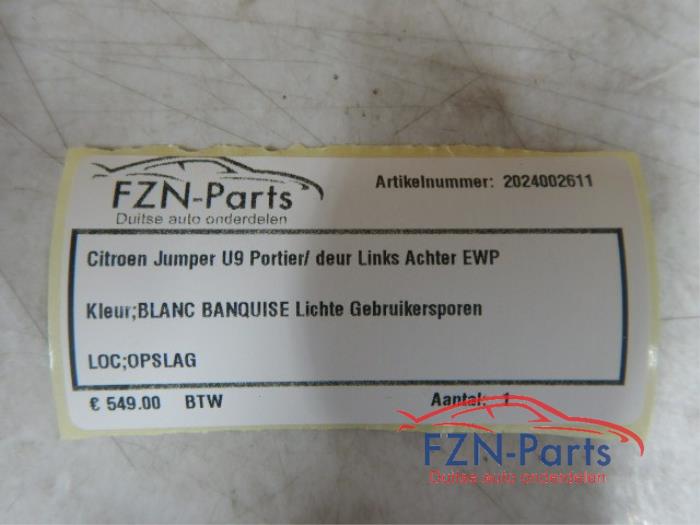 FZN-Parts
Duitse auto onderdelen
Artikelnummer: 2024002611
Citroen Jumper U9 Portier/ deur Links Achter EWP
Kleur;BLANC BANQUISE Lichte Gebruikersporen
LOC;OPSLAG
€ 549.00 BTW
Aantal: 1
FZN-Parts
Duitse auto onderdelen